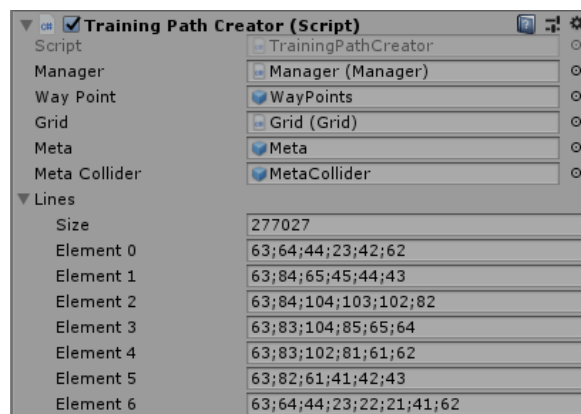 Training Path Creator (Script)
Script TrainingPathCreator
Manager Manager (Manager)
Way Point WayPoints
Grid Grid (Grid)
Meta Meta
Meta Collider MetaCollider
Lines
Size 277027
Element 0 63;64;44;23;42;62
Element 1 63;84;65;45;44;43
Element 2 63;84;104;103;102;82
Element 3 63;83;104;85;65;64
Element 4 63;83;102;81;61;62
Element 5 63;82;61;41;42;43
Element 6 63;64;44;23;22;21;41;62